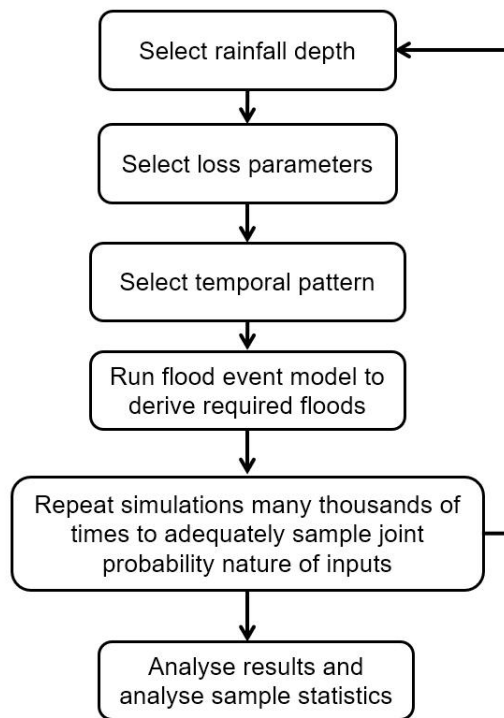 Select rainfall depth
Select loss parameters
Select temporal pattern
Run flood event model to
derive required floods
Repeat simulations many thousands of
times to adequately sample joint
probability nature of inputs
Analyse results and
analyse sample statistics